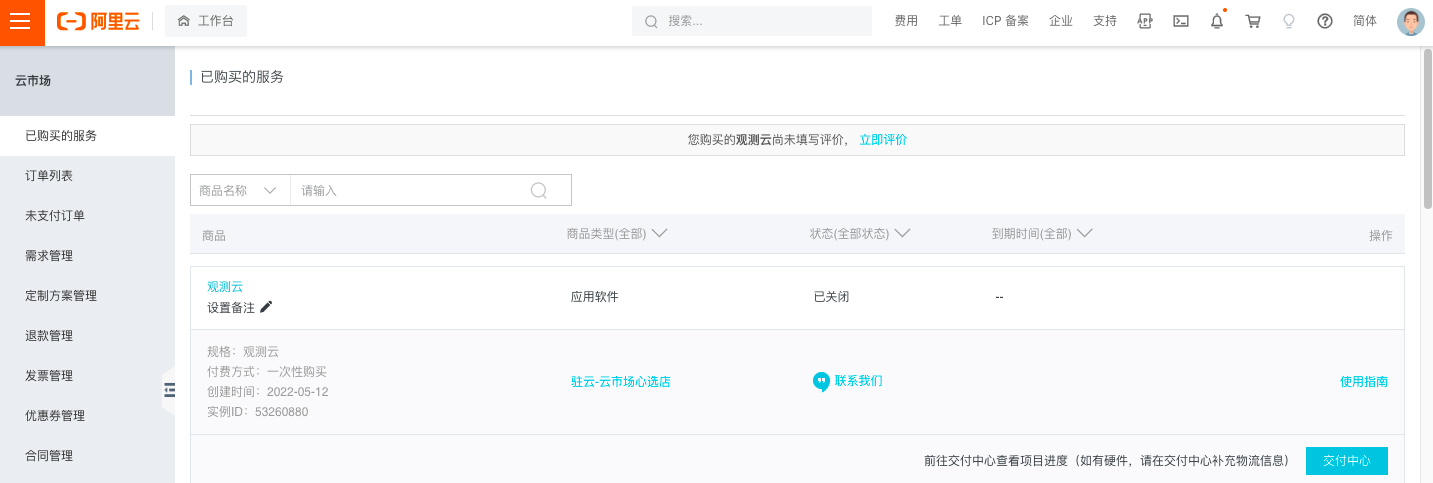 阿里云 工作台 搜索... 费用 工单 ICP 备案 企业 支持 简体
云市场
已购买的服务
订单列表
未支付订单
需求管理
定制方案管理
退款管理
发票管理
优惠券管理
合同管理
已购买的服务
您购买的观测云尚未填写评价， 立即评价
商品名称 请输入
商品 商品类型(全部) 状态(全部状态) 到期时间(全部) 操作
观测云
设置备注
应用软件 已关闭 --
规格：观测云
付费方式：一次性购买
创建时间：2022-05-12
实例ID：53260880
驻云-云市场心选店 联系我们 使用指南
前往交付中心查看项目进度（如有硬件，请在交付中心补充物流信息） 交付中心